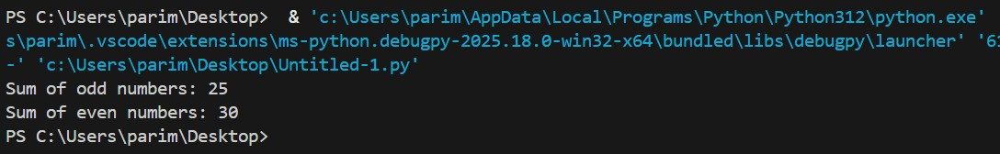 PS C:\Users\parim\Desktop>  & 'c:\Users\parim\AppData\Local\Programs\Python\Python312\python.exe'
s\parim\.vscode\extensions\ms-python.debugpy-2025.18.0-win32-x64\bundled\libs\debugpy\launcher' '61
-' 'c:\Users\parim\Desktop\Untitled-1.py'
Sum of odd numbers: 25
Sum of even numbers: 30
PS C:\Users\parim\Desktop>